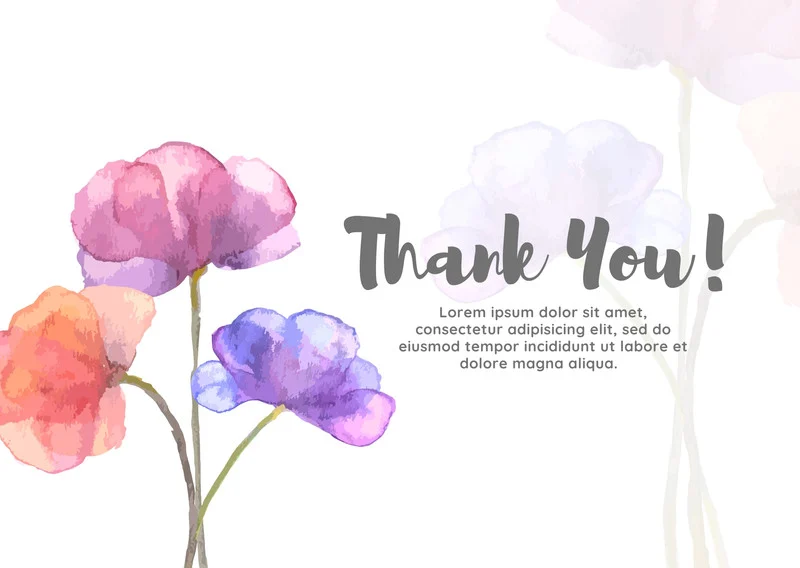 Thank You!
Lorem ipsum dolor sit amet,
consectetur adipisicing elit, sed do
eiusmod tempor incididunt ut labore et
dolore magna aliqua.